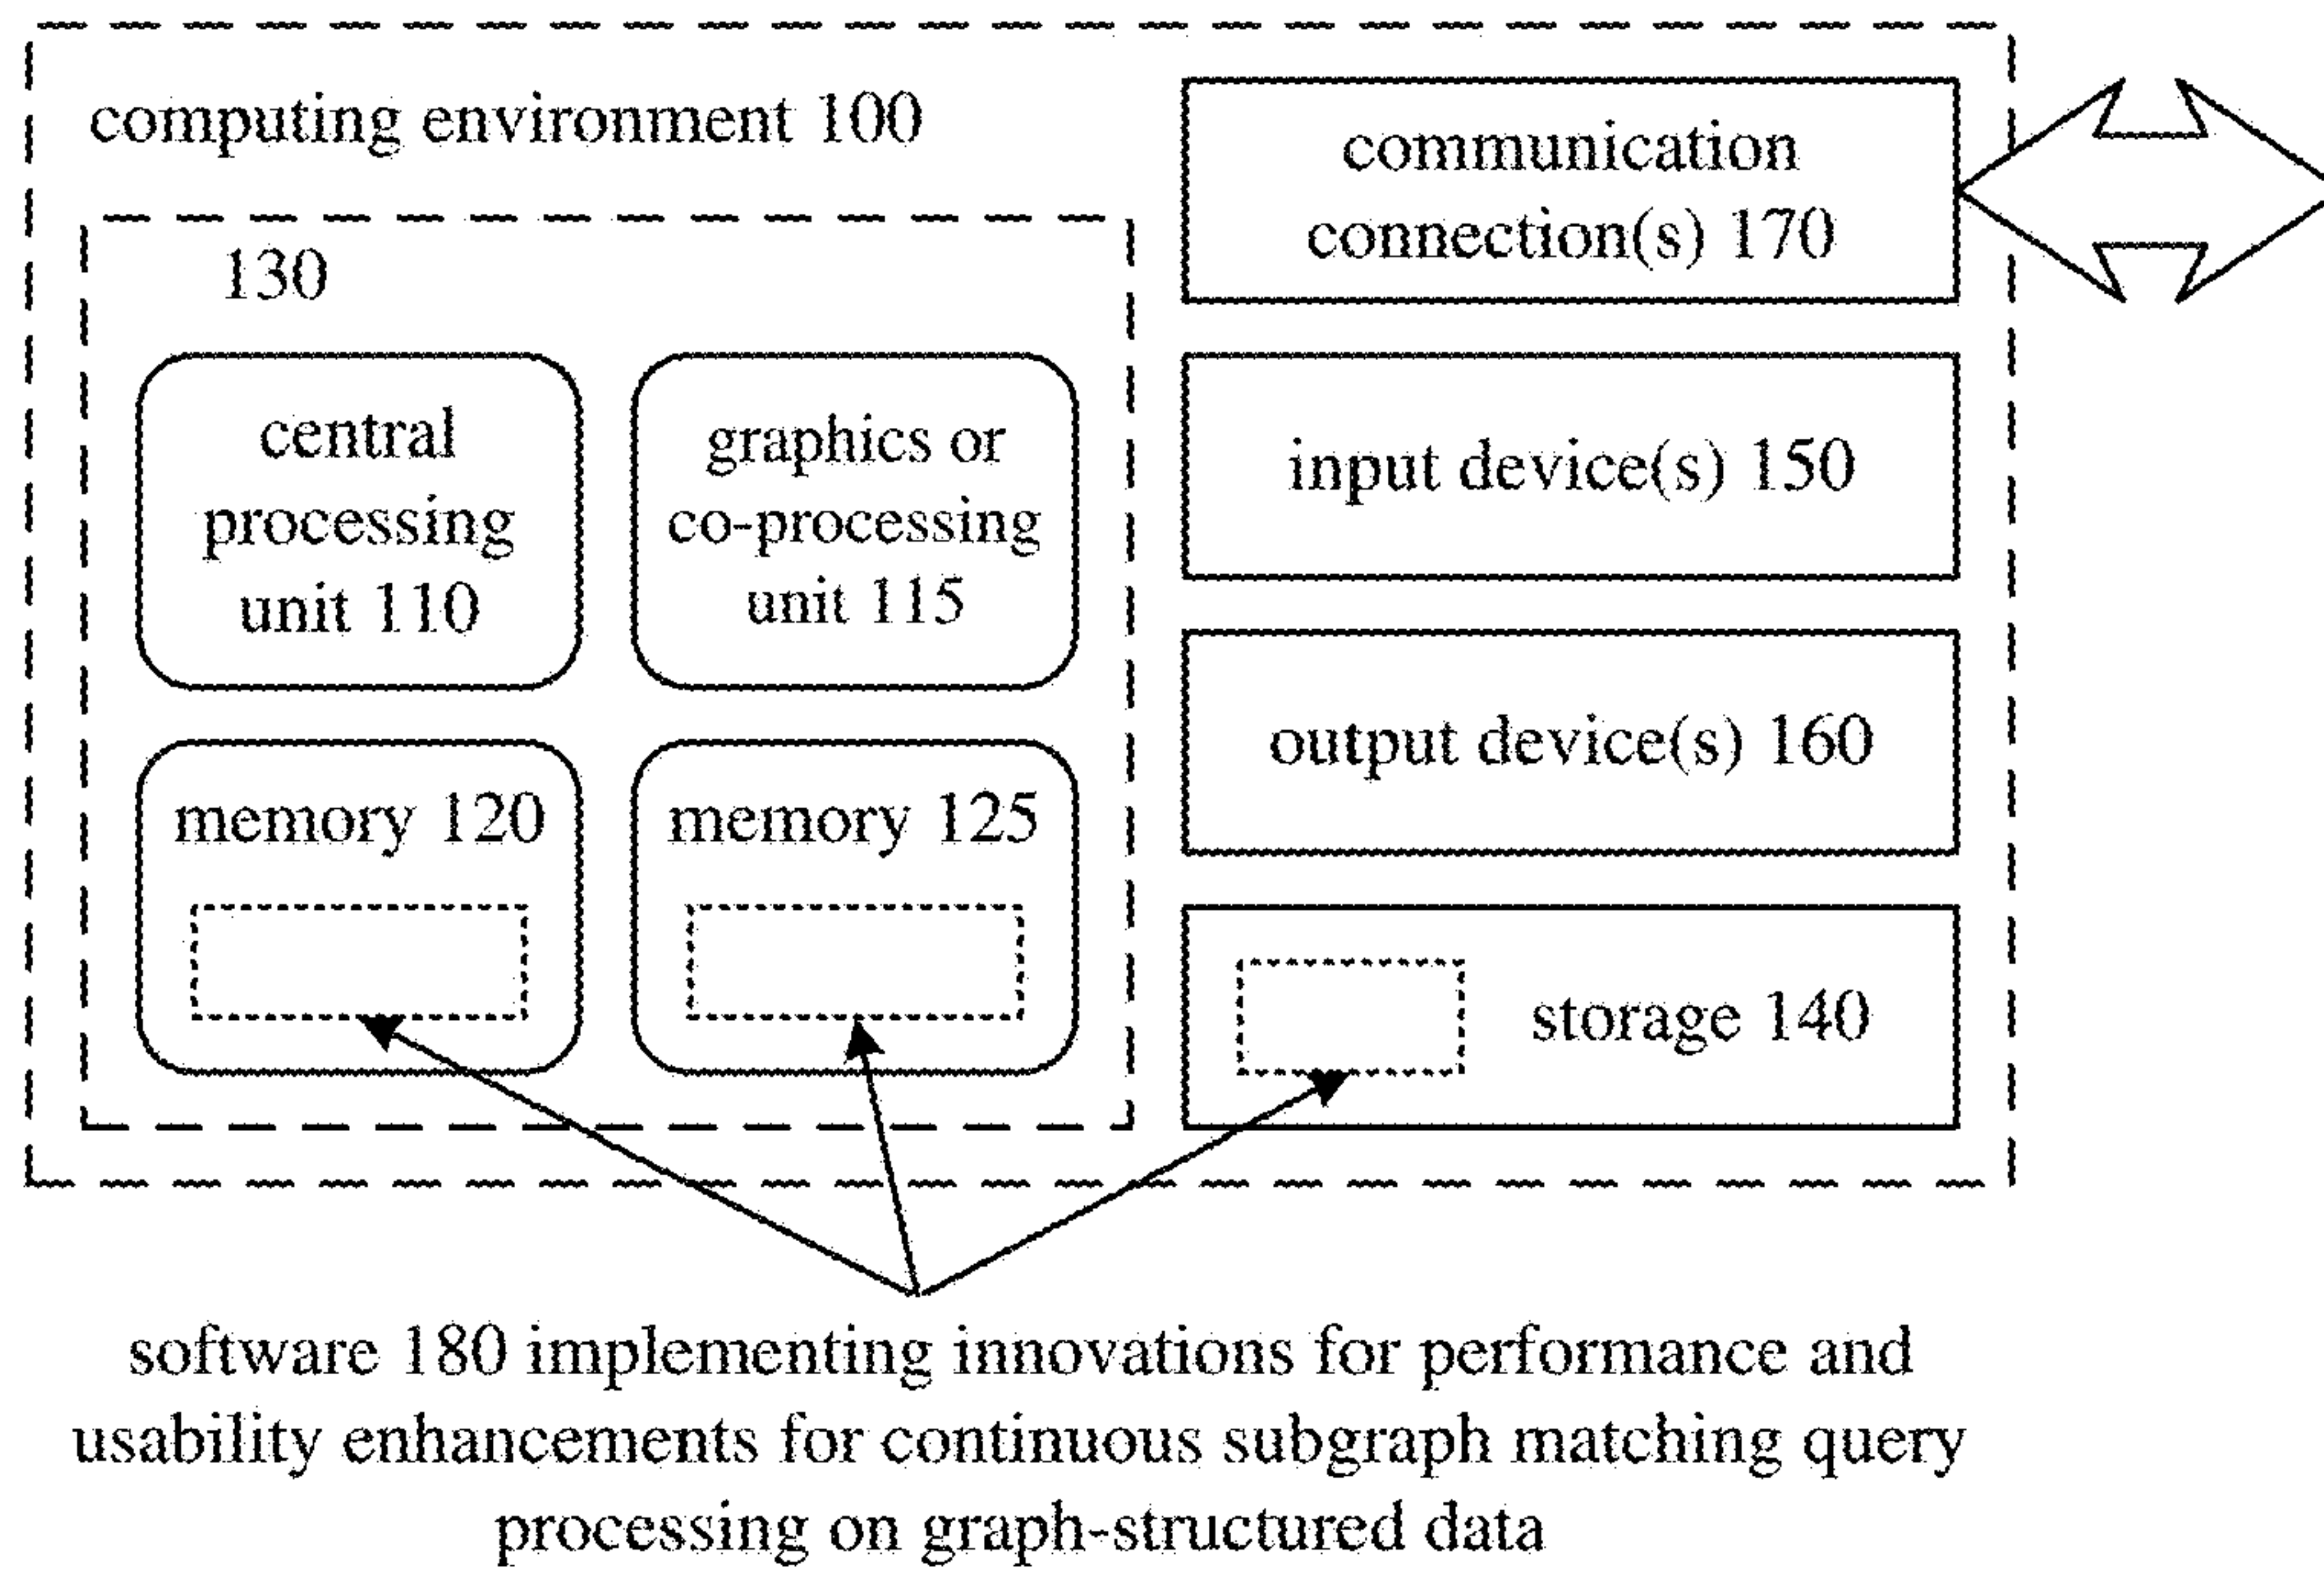 computing environment 100
130
central
processing
unit 110
graphics or
co-processing
unit 115
memory 120
memory 125
communication
connection(s) 170
input device(s) 150
output device(s) 160
storage 140
software 180 implementing innovations for performance and
usability enhancements for continuous subgraph matching query
processing on graph-structured data